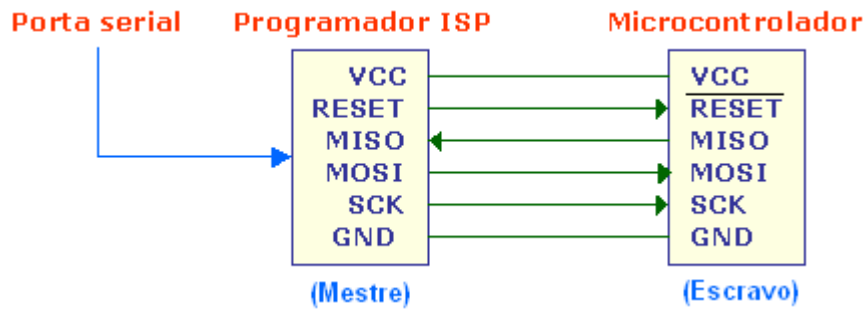 Porta serial Programador ISP Microcontrolador
VCC VCC
RESET RESET
MISO MISO
MOSI MOSI
SCK SCK
GND GND
(Mestre) (Escravo)